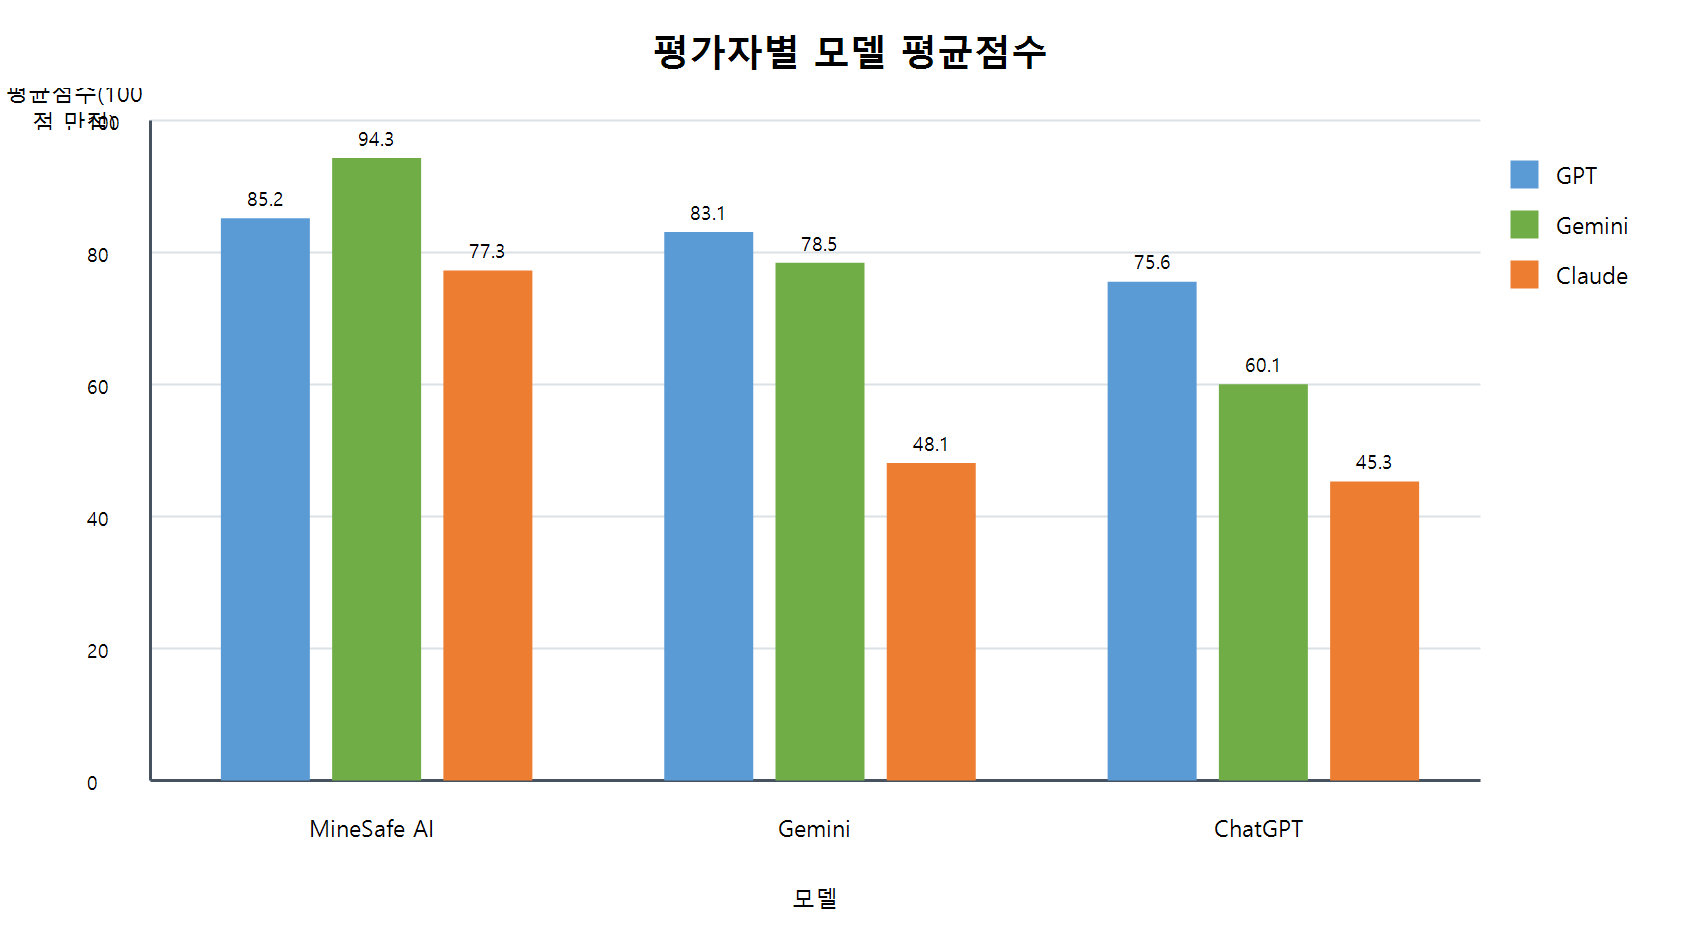 평가자별 모델 평균점수
평균점수(100
점 만점)
100
80
60
40
20
0
85.2
94.3
77.3
83.1
78.5
48.1
75.6
60.1
45.3
GPT
Gemini
Claude
MineSafe AI
Gemini
ChatGPT
모델